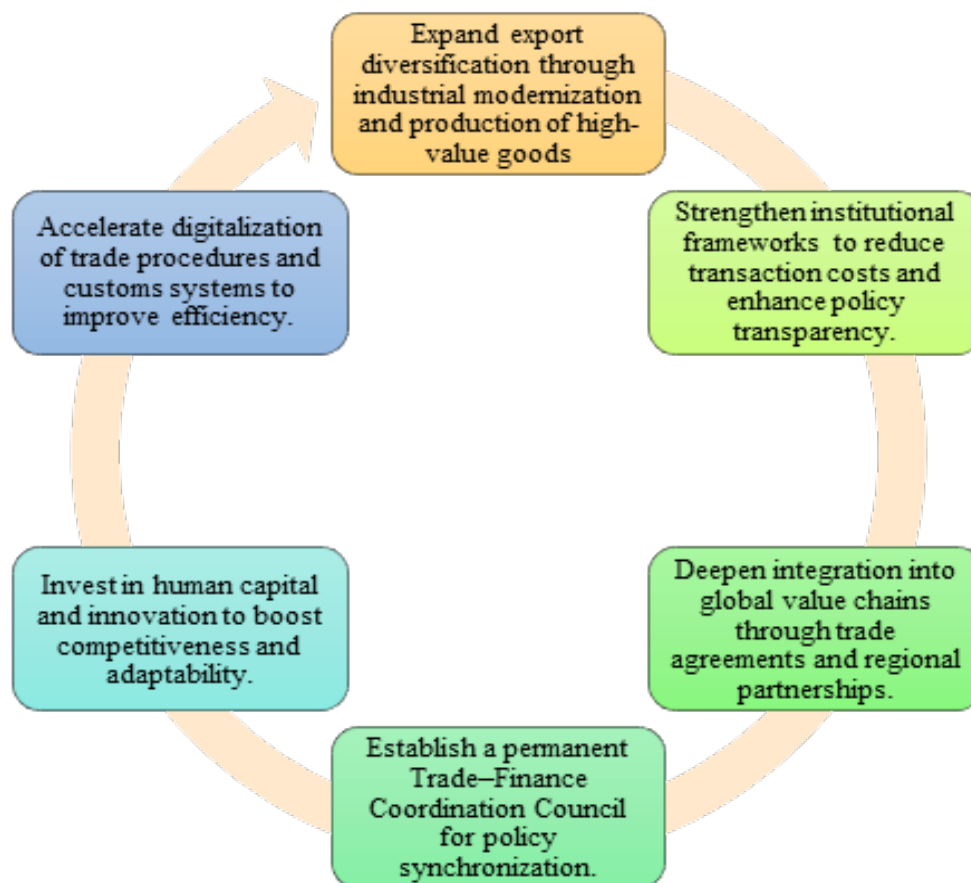 Expand export
diversification through
industrial modernization
and production of high-
value goods
Strengthen institutional
frameworks to reduce
transaction costs and
enhance policy
transparency.
Deepen integration into
global value chains
through trade
agreements and regional
partnerships.
Establish a permanent
Trade–Finance
Coordination Council
for policy
synchronization.
Invest in human capital
and innovation to boost
competitiveness and
adaptability.
Accelerate digitalization
of trade procedures and
customs systems to
improve efficiency.